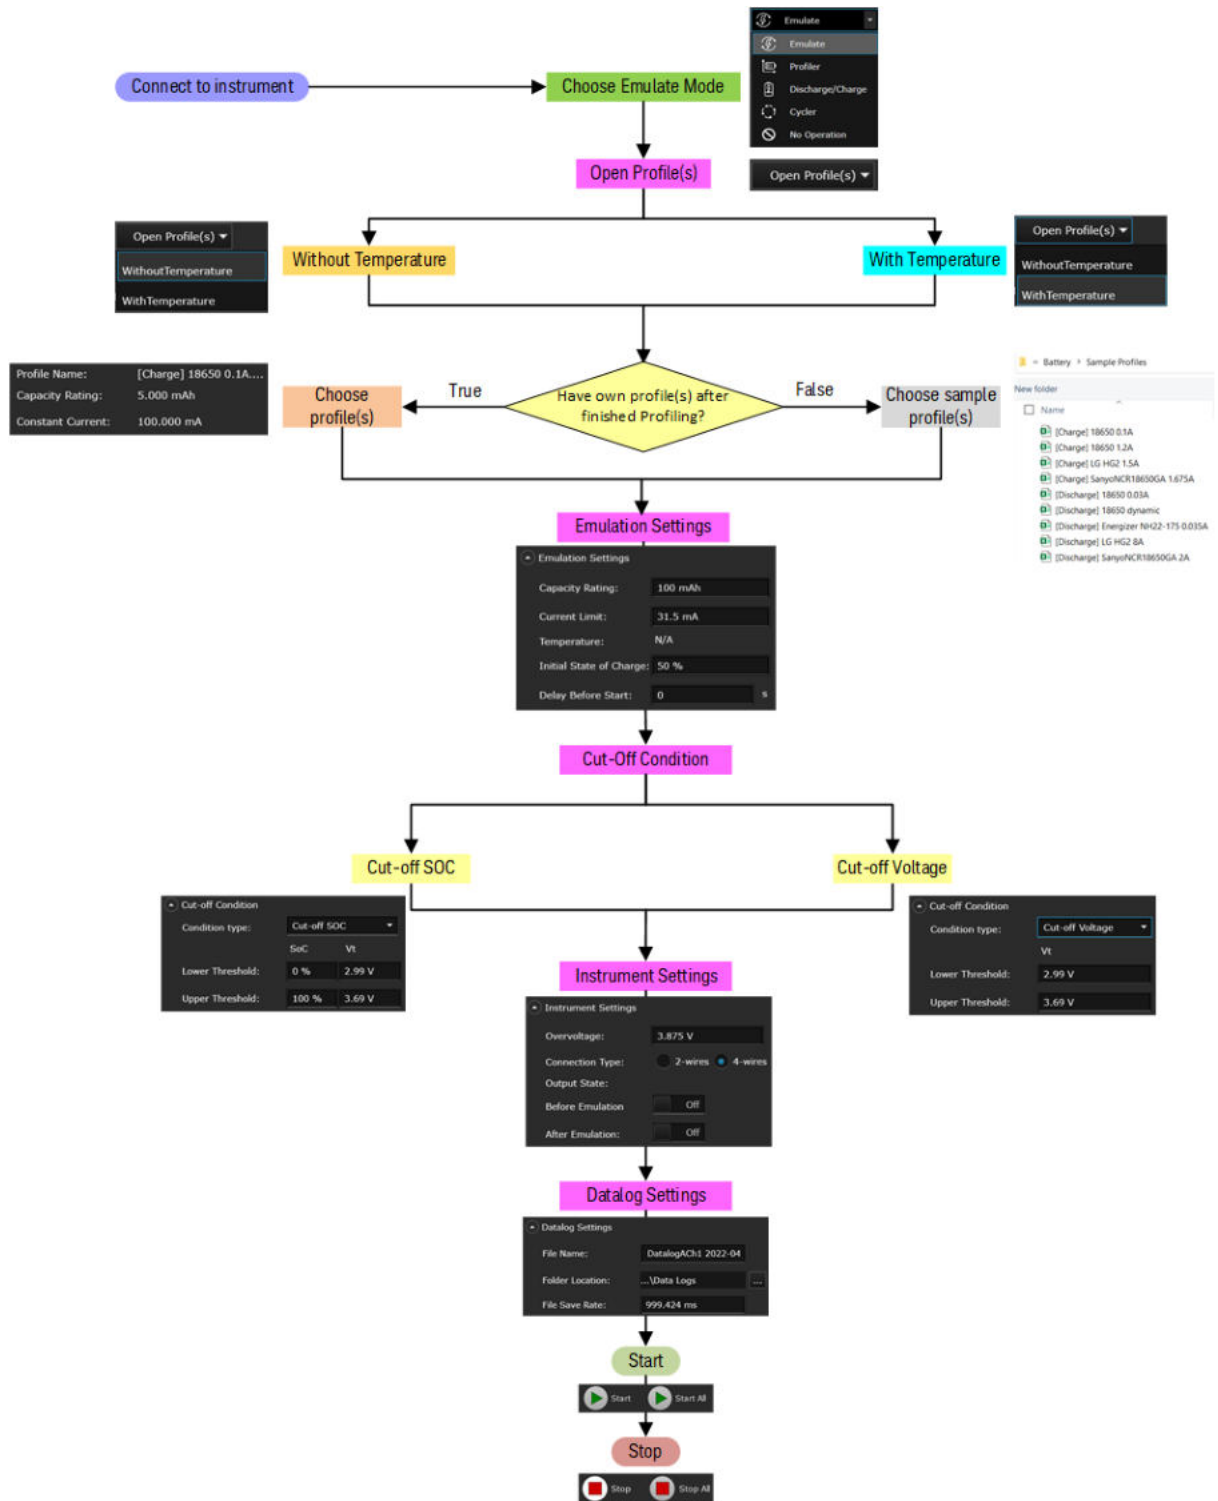 Emulate
Emulate
Profiler
Discharge/Charge
Cycler
No Operation
Connect to instrument
Choose Emulate Mode
Open Profile(s)
Open Profile(s)
Open Profile(s)
WithoutTemperature
WithTemperature
Without Temperature
With Temperature
Open Profile(s)
WithoutTemperature
WithTemperature
Profile Name: [Charge] 18650 0.1A....
Capacity Rating: 5.000 mAh
Constant Current: 100.000 mA
Choose
profile(s)
True
Have own profile(s) after
finished Profiling?
False
Choose sample
profile(s)
« Battery > Sample Profiles
New folder
Name
[Charge] 18650 0.1A
[Charge] 18650 1.2A
[Charge] LG HG2 1.5A
[Charge] SanyoNCR18650GA 1.675A
[Discharge] 18650 0.03A
[Discharge] 18650 dynamic
[Discharge] Energizer NH22-175 0.035A
[Discharge] LG HG2 8A
[Discharge] SanyoNCR18650GA 2A
Emulation Settings
Emulation Settings
Capacity Rating: 100 mAh
Current Limit: 31.5 mA
Temperature: N/A
Initial State of Charge: 50 %
Delay Before Start: 0 s
Cut-Off Condition
Cut-off SOC
Cut-off Voltage
Cut-off Condition
Condition type: Cut-off SOC
SoC Vt
Lower Threshold: 0 % 2.99 V
Upper Threshold: 100 % 3.69 V
Cut-off Condition
Condition type: Cut-off Voltage
Vt
Lower Threshold: 2.99 V
Upper Threshold: 3.69 V
Instrument Settings
Instrument Settings
Overvoltage: 3.875 V
Connection Type: 2-wires 4-wires
Output State:
Before Emulation Off
After Emulation: Off
Datalog Settings
Datalog Settings
File Name: DatalogACh1 2022-04
Folder Location: ...\Data Logs ...
File Save Rate: 999.424 ms
Start
Start Start All
Stop
Stop Stop All